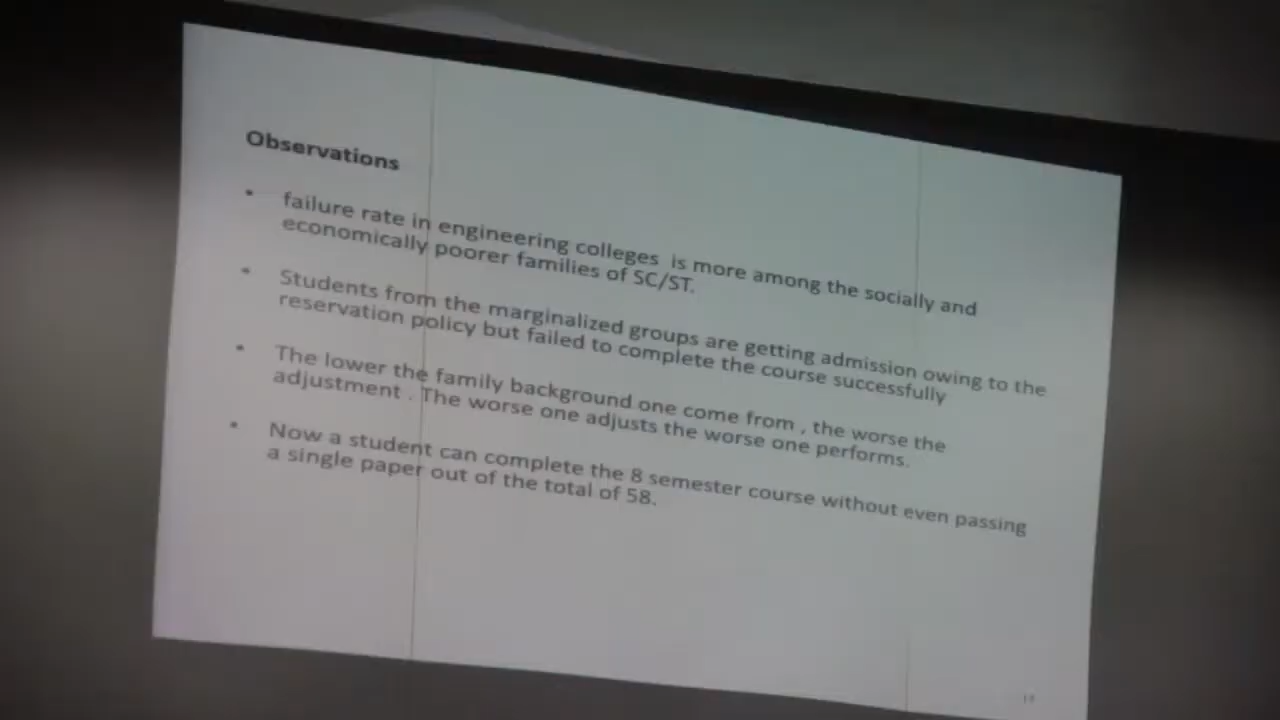 Observations
• failure rate in engineering colleges is more among the socially and
economically poorer families of SC/ST.
• Students from the marginalized groups are getting admission owing to the
reservation policy but failed to complete the course successfully
• The lower the family background one come from , the worse the
adjustment . The worse one adjusts the worse one performs.
• Now a student can complete the 8 semester course without even passing
a single paper out of the total of 58.